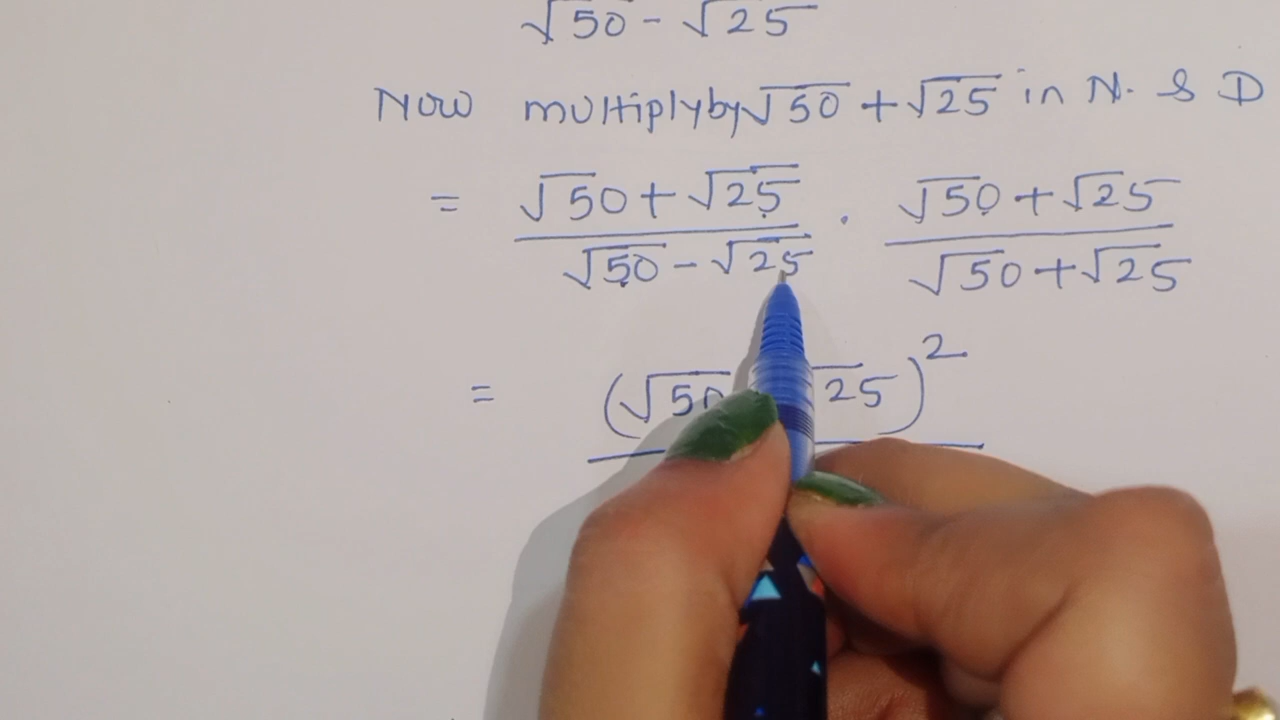 √50 - √25
Now multiply by √50 + √25 in N. & D
= √50 + √25 / √50 - √25 . √50 + √25 / √50 + √25
= (√50 25)²